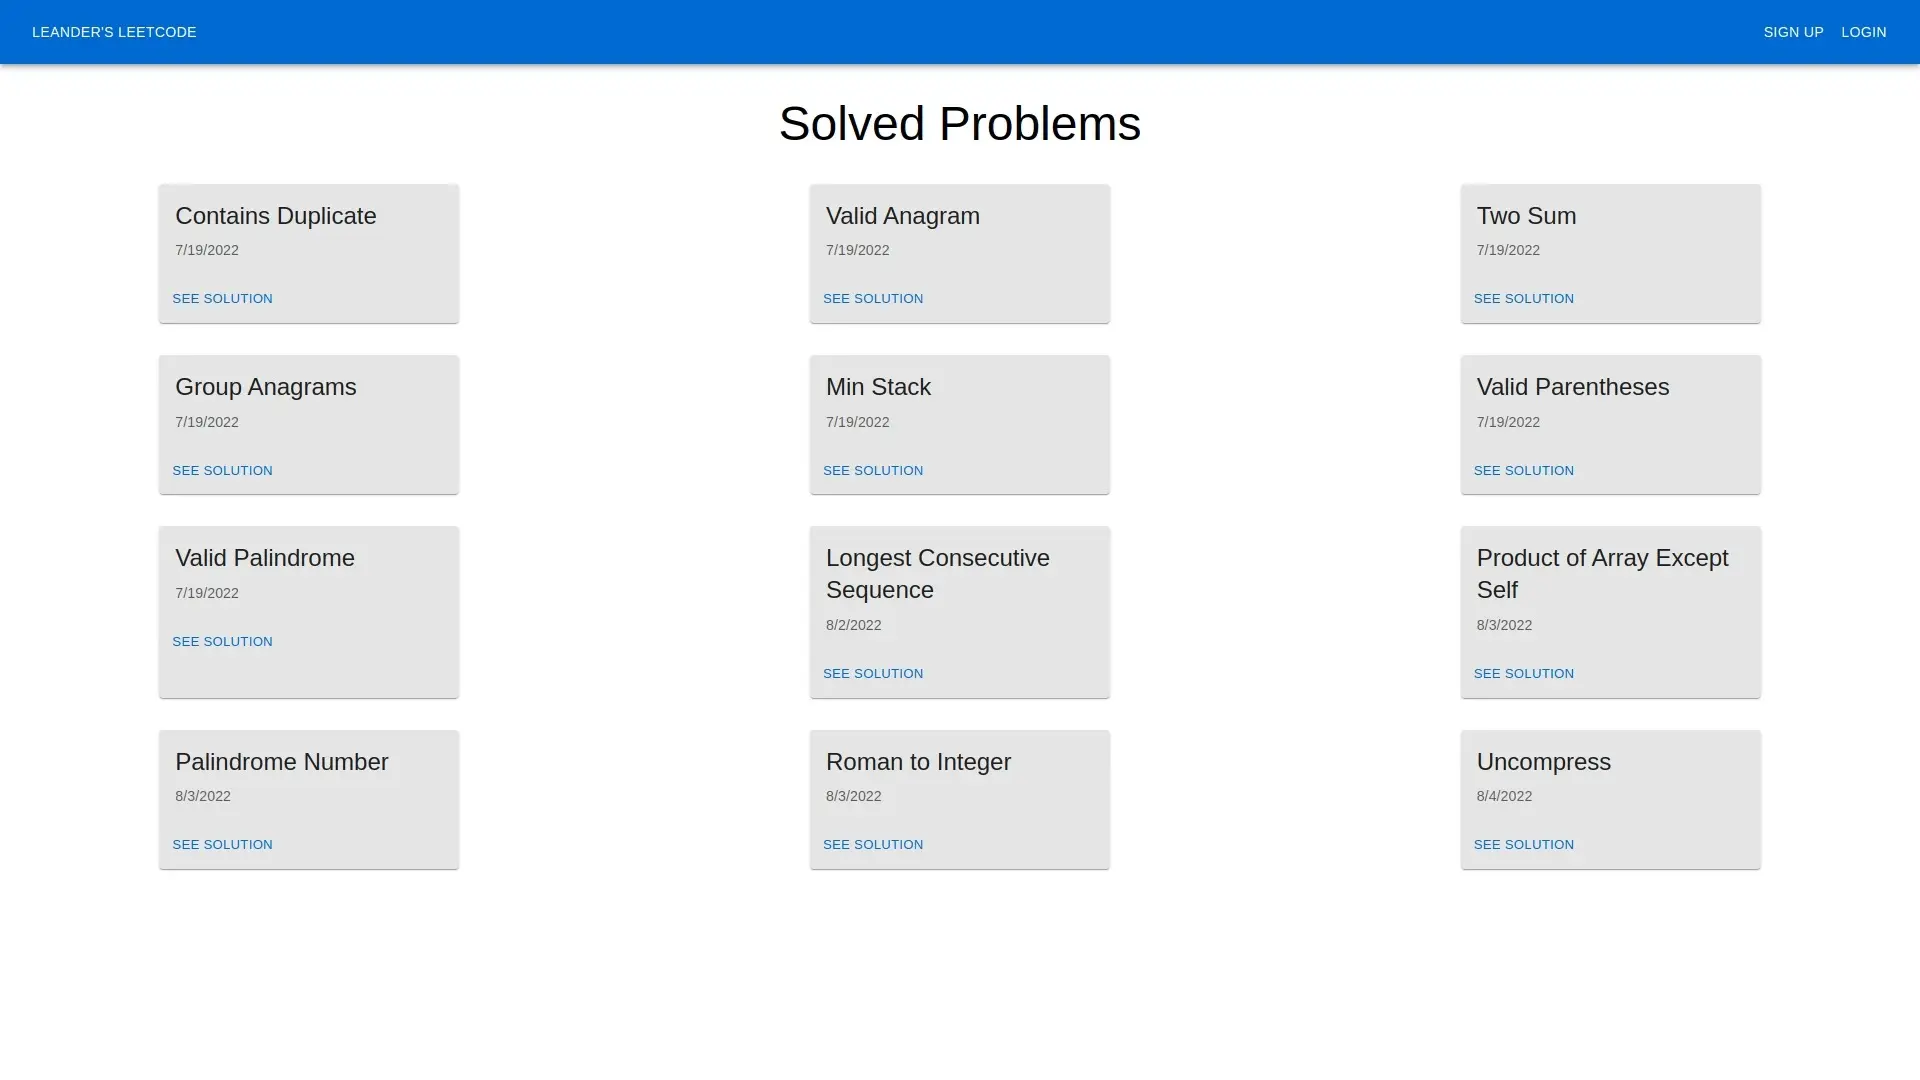 LEANDER'S LEETCODE
SIGN UP
LOGIN
Solved Problems
Contains Duplicate
7/19/2022
SEE SOLUTION
Valid Anagram
7/19/2022
SEE SOLUTION
Two Sum
7/19/2022
SEE SOLUTION
Group Anagrams
7/19/2022
SEE SOLUTION
Min Stack
7/19/2022
SEE SOLUTION
Valid Parentheses
7/19/2022
SEE SOLUTION
Valid Palindrome
7/19/2022
SEE SOLUTION
Longest Consecutive
Sequence
8/2/2022
SEE SOLUTION
Product of Array Except
Self
8/3/2022
SEE SOLUTION
Palindrome Number
8/3/2022
SEE SOLUTION
Roman to Integer
8/3/2022
SEE SOLUTION
Uncompress
8/4/2022
SEE SOLUTION